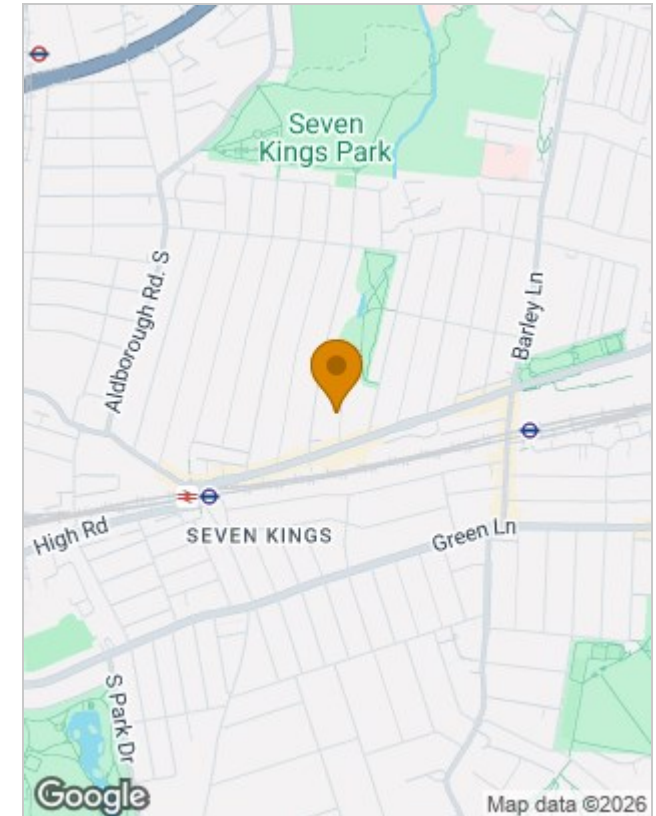 Seven
Kings Park
Aldborough Rd. S
Barley Ln
High Rd
SEVEN KINGS
Green Ln
S Park Dr
Google
Map data ©2026